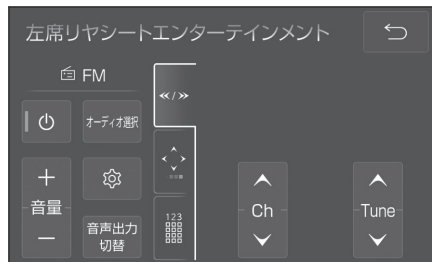 左席リヤシートエンターテインメント
FM
オーディオ選択
+
音量
−
音声出力
切替
123
Ch
Tune